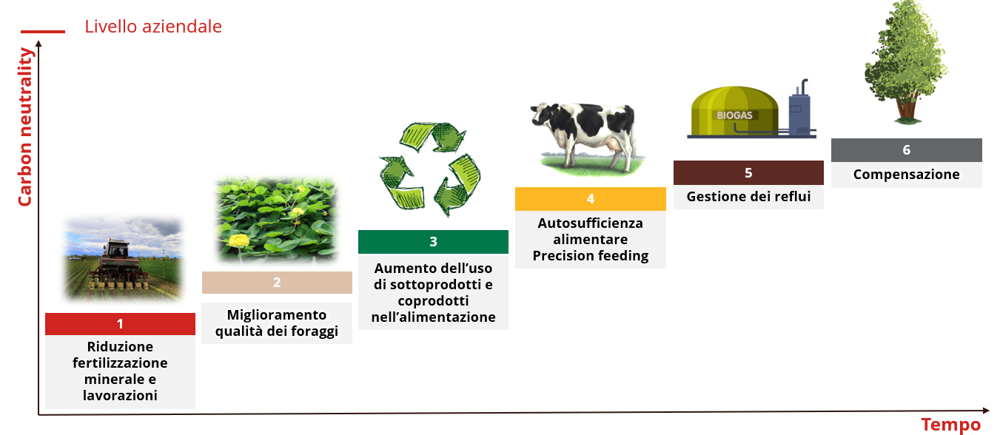 Livello aziendale
Carbon neutrality
1
Riduzione
fertilizzazione
minerale e
lavorazioni
2
Miglioramento
qualità dei foraggi
3
Aumento dell’uso
di sottoprodotti e
coprodotti
nell’alimentazione
4
Autosufficienza
alimentare
Precision feeding
BIOGAS
5
Gestione dei reflui
6
Compensazione
Tempo